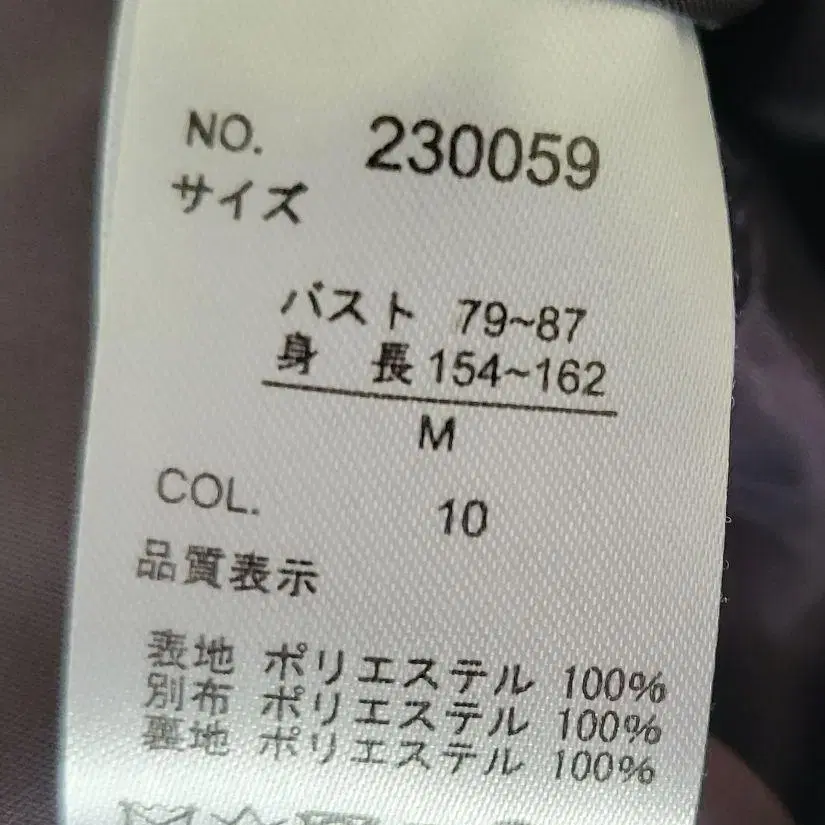 NO. 230059
サイズ
バスト 79~87
身 長 154~162
M
COL. 10
品質表示
表地 ポリエステル 100%
別布 ポリエステル 100%
裏地 ポリエステル 100%